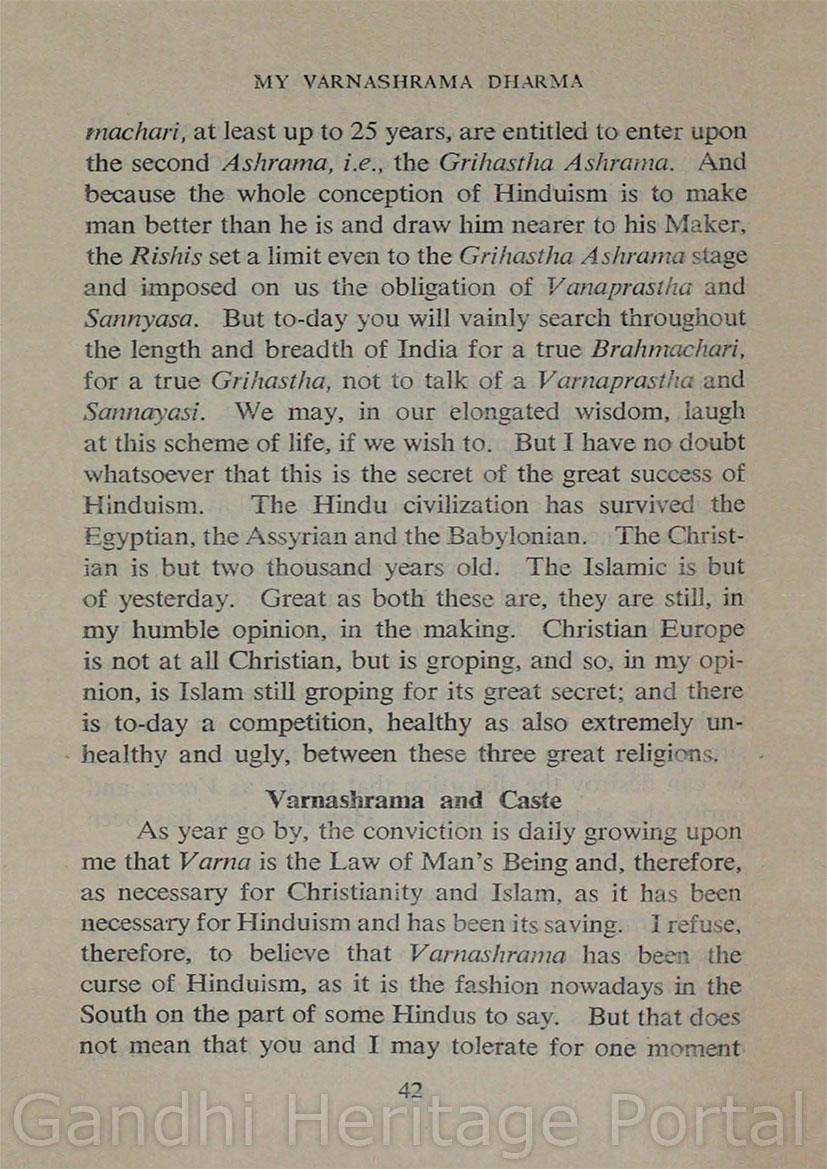 MY VARNASHRAMA DHARMA
machari, at least up to 25 years, are entitled to enter upon
the second Ashrama, i.e., the Grihastha Ashrama. And
because the whole conception of Hinduism is to make
man better than he is and draw him nearer to his Maker,
the Rishis set a limit even to the Grihastha Ashrama stage
and imposed on us the obligation of Vanaprastha and
Sannyasa. But to-day you will vainly search throughout
the length and breadth of India for a true Brahmachari,
for a true Grihastha, not to talk of a Varnaprastha and
Sannayasi. We may, in our elongated wisdom, laugh
at this scheme of life, if we wish to. But I have no doubt
whatsoever that this is the secret of the great success of
Hinduism. The Hindu civilization has survived the
Egyptian, the Assyrian and the Babylonian. The Christ-
ian is but two thousand years old. The Islamic is but
of yesterday. Great as both these are, they are still, in
my humble opinion, in the making. Christian Europe
is not at all Christian, but is groping, and so, in my opi-
nion, is Islam still groping for its great secret; and there
is to-day a competition, healthy as also extremely un-
healthy and ugly, between these three great religions.
Varnashrama and Caste
As year go by, the conviction is daily growing upon
me that Varna is the Law of Man's Being and, therefore,
as necessary for Christianity and Islam, as it has been
necessary for Hinduism and has been its saving. I refuse,
therefore, to believe that Varnashrama has been the
curse of Hinduism, as it is the fashion nowadays in the
South on the part of some Hindus to say. But that does
not mean that you and I may tolerate for one moment
42
Gandhi Heritage Portal